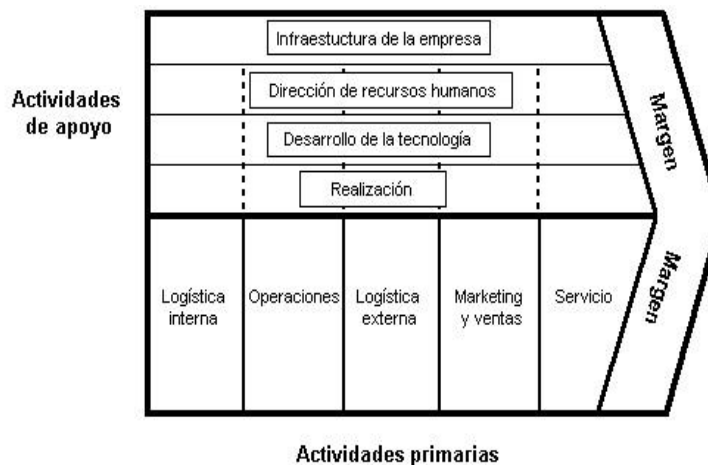 Infraestuctura de la empresa
Actividades
de apoyo
Dirección de recursos humanos
Desarrollo de la tecnología
Realización
Margen
Margen
Logística
interna
Operaciones
Logística
externa
Marketing
y ventas
Servicio
Actividades primarias